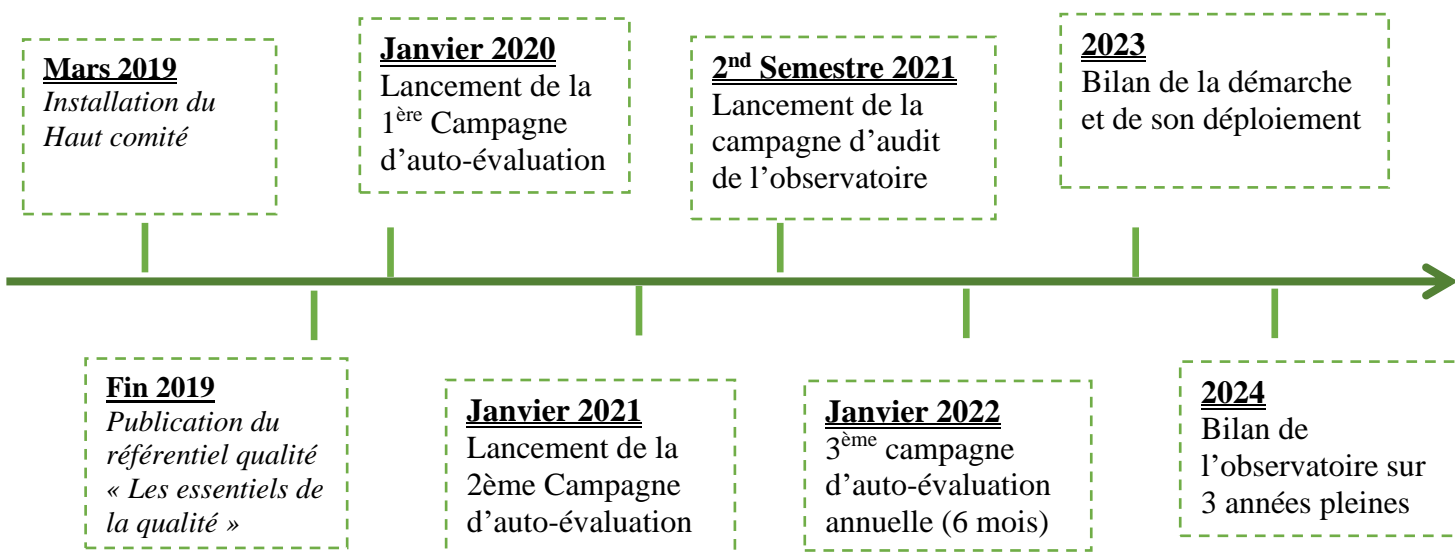 Mars 2019
Installation du
Haut comité
Janvier 2020
Lancement de la
1ère Campagne
d’auto-évaluation
2nd Semestre 2021
Lancement de la
campagne d’audit
de l’observatoire
2023
Bilan de la démarche
et de son déploiement
Fin 2019
Publication du
référentiel qualité
« Les essentiels de
la qualité »
Janvier 2021
Lancement de la
2ème Campagne
d’auto-évaluation
Janvier 2022
3ème campagne
d’auto-évaluation
annuelle (6 mois)
2024
Bilan de
l’observatoire sur
3 années pleines